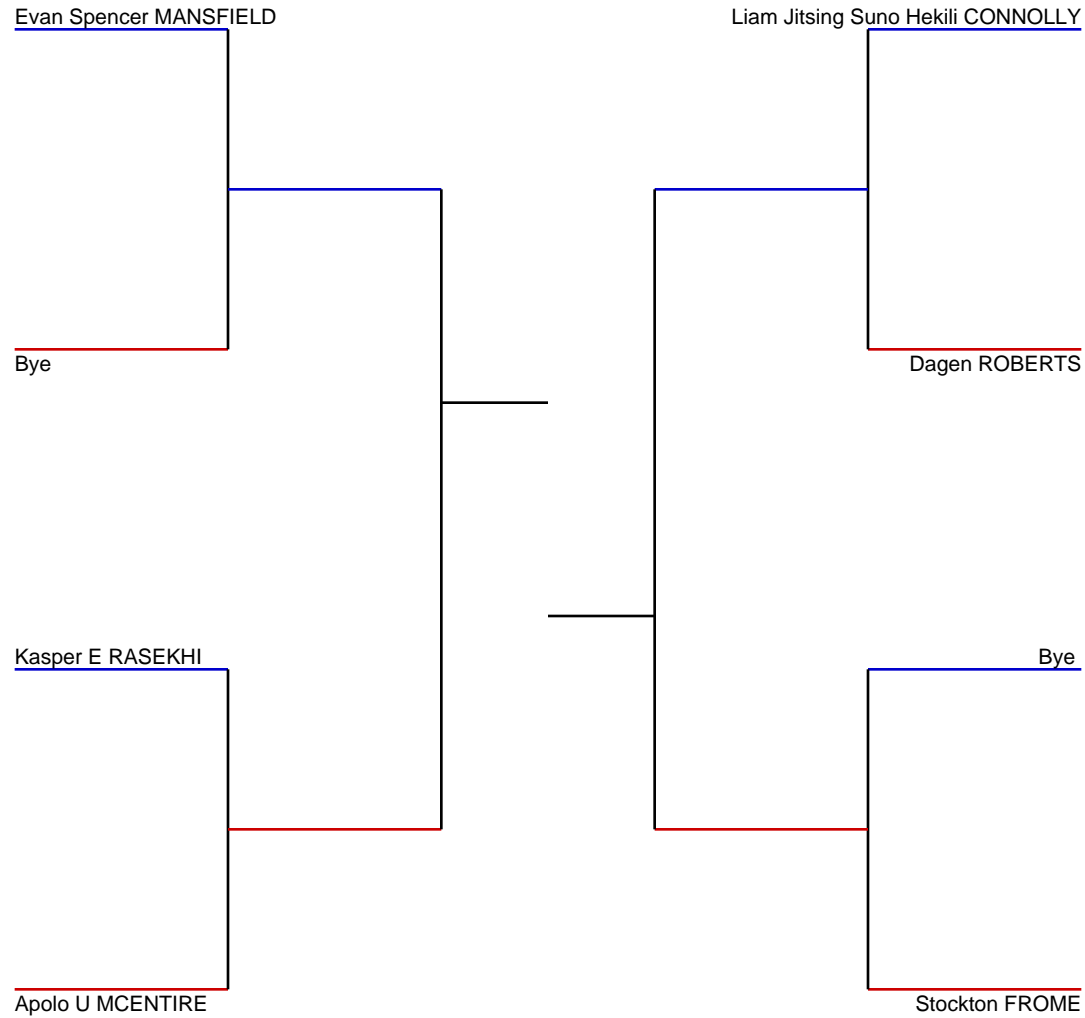 Evan Spencer MANSFIELD
Liam Jitsing Suno Hekili CONNOLLY
Bye
Dagen ROBERTS
Kasper E RASEKHI
Bye
Apolo U MCENTIRE
Stockton FROME